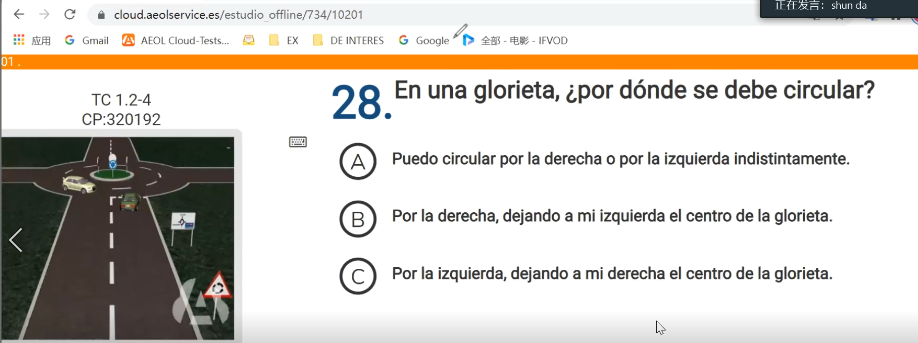 正在发言: shun da
cloud.aeolservice.es/estudio_offline/734/10201
应用 Gmail AEOL Cloud-Tests... EX DE INTERES Google 全部 - 电影 - IFVOD
01 .
TC 1.2-4
CP:320192
28. En una glorieta, ¿por dónde se debe circular?
A Puedo circular por la derecha o por la izquierda indistintamente.
B Por la derecha, dejando a mi izquierda el centro de la glorieta.
C Por la izquierda, dejando a mi derecha el centro de la glorieta.